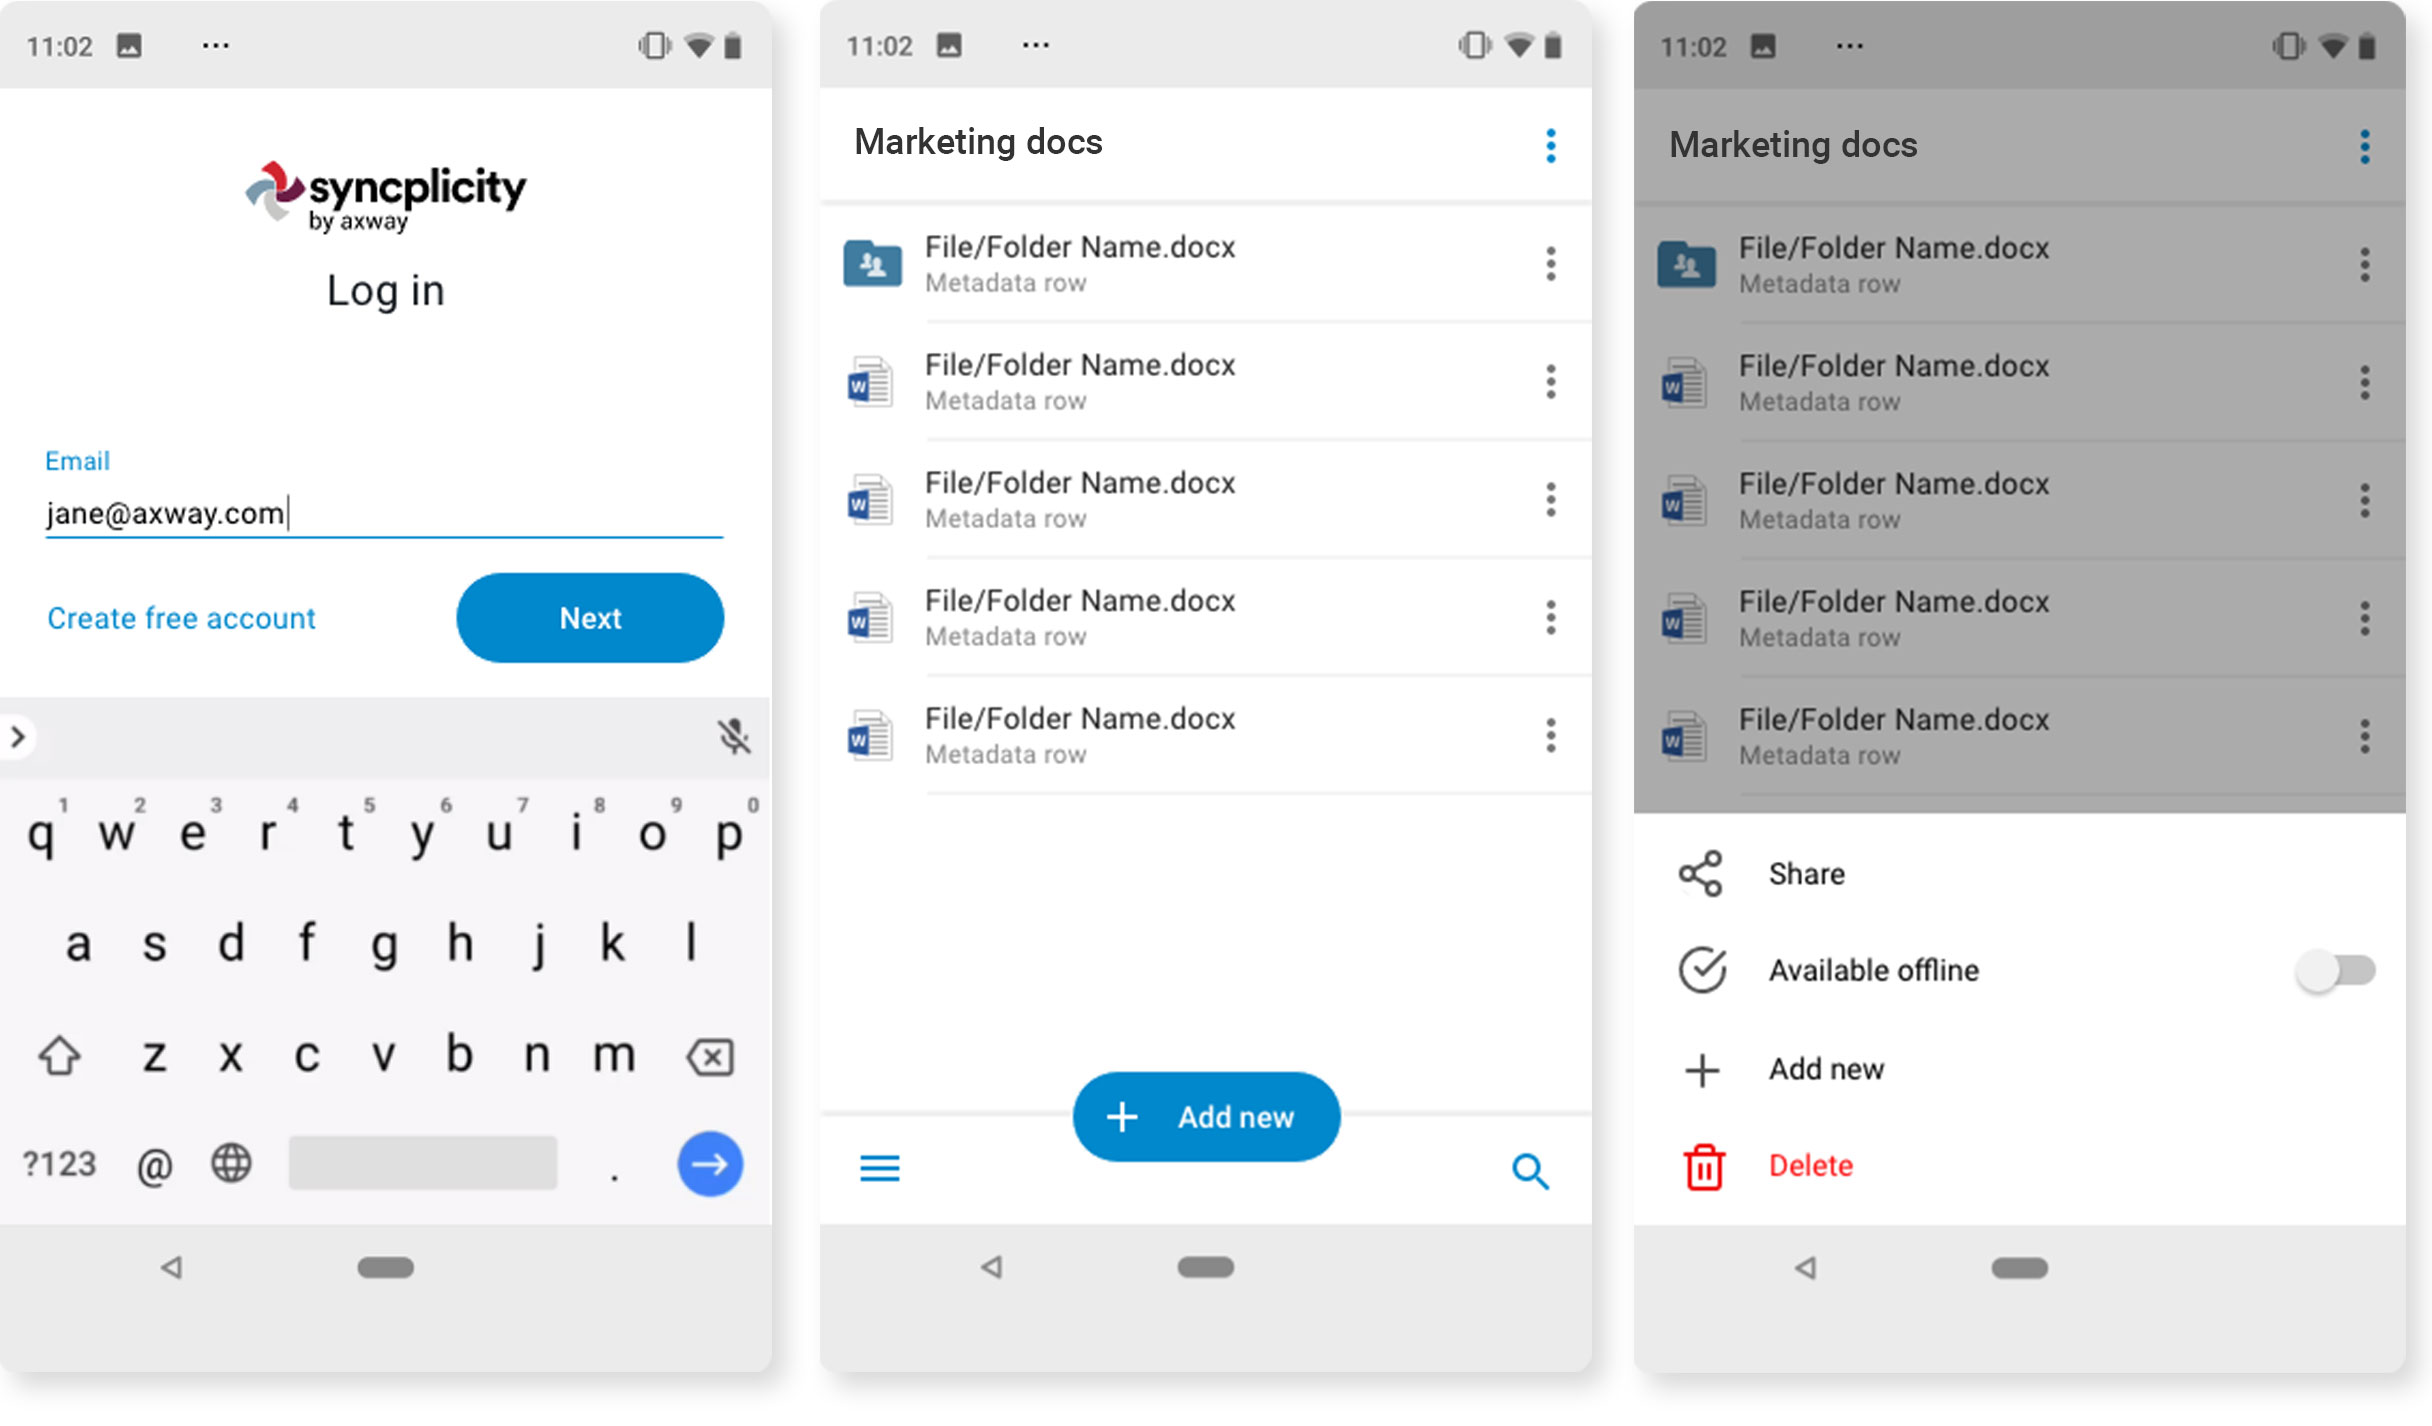 11:02
syncplicity
by axway
Log in
Email
jane@axway.com
Create free account
Next
1 2 3 4 5 6 7 8 9 0
q w e r t y u i o p
a s d f g h j k l
z x c v b n m
?123 @ .
11:02
Marketing docs
File/Folder Name.docx
Metadata row
W
File/Folder Name.docx
Metadata row
W
File/Folder Name.docx
Metadata row
W
File/Folder Name.docx
Metadata row
W
File/Folder Name.docx
Metadata row
Add new
11:02
Marketing docs
File/Folder Name.docx
Metadata row
W
File/Folder Name.docx
Metadata row
W
File/Folder Name.docx
Metadata row
W
File/Folder Name.docx
Metadata row
W
File/Folder Name.docx
Metadata row
Share
Available offline
Add new
Delete